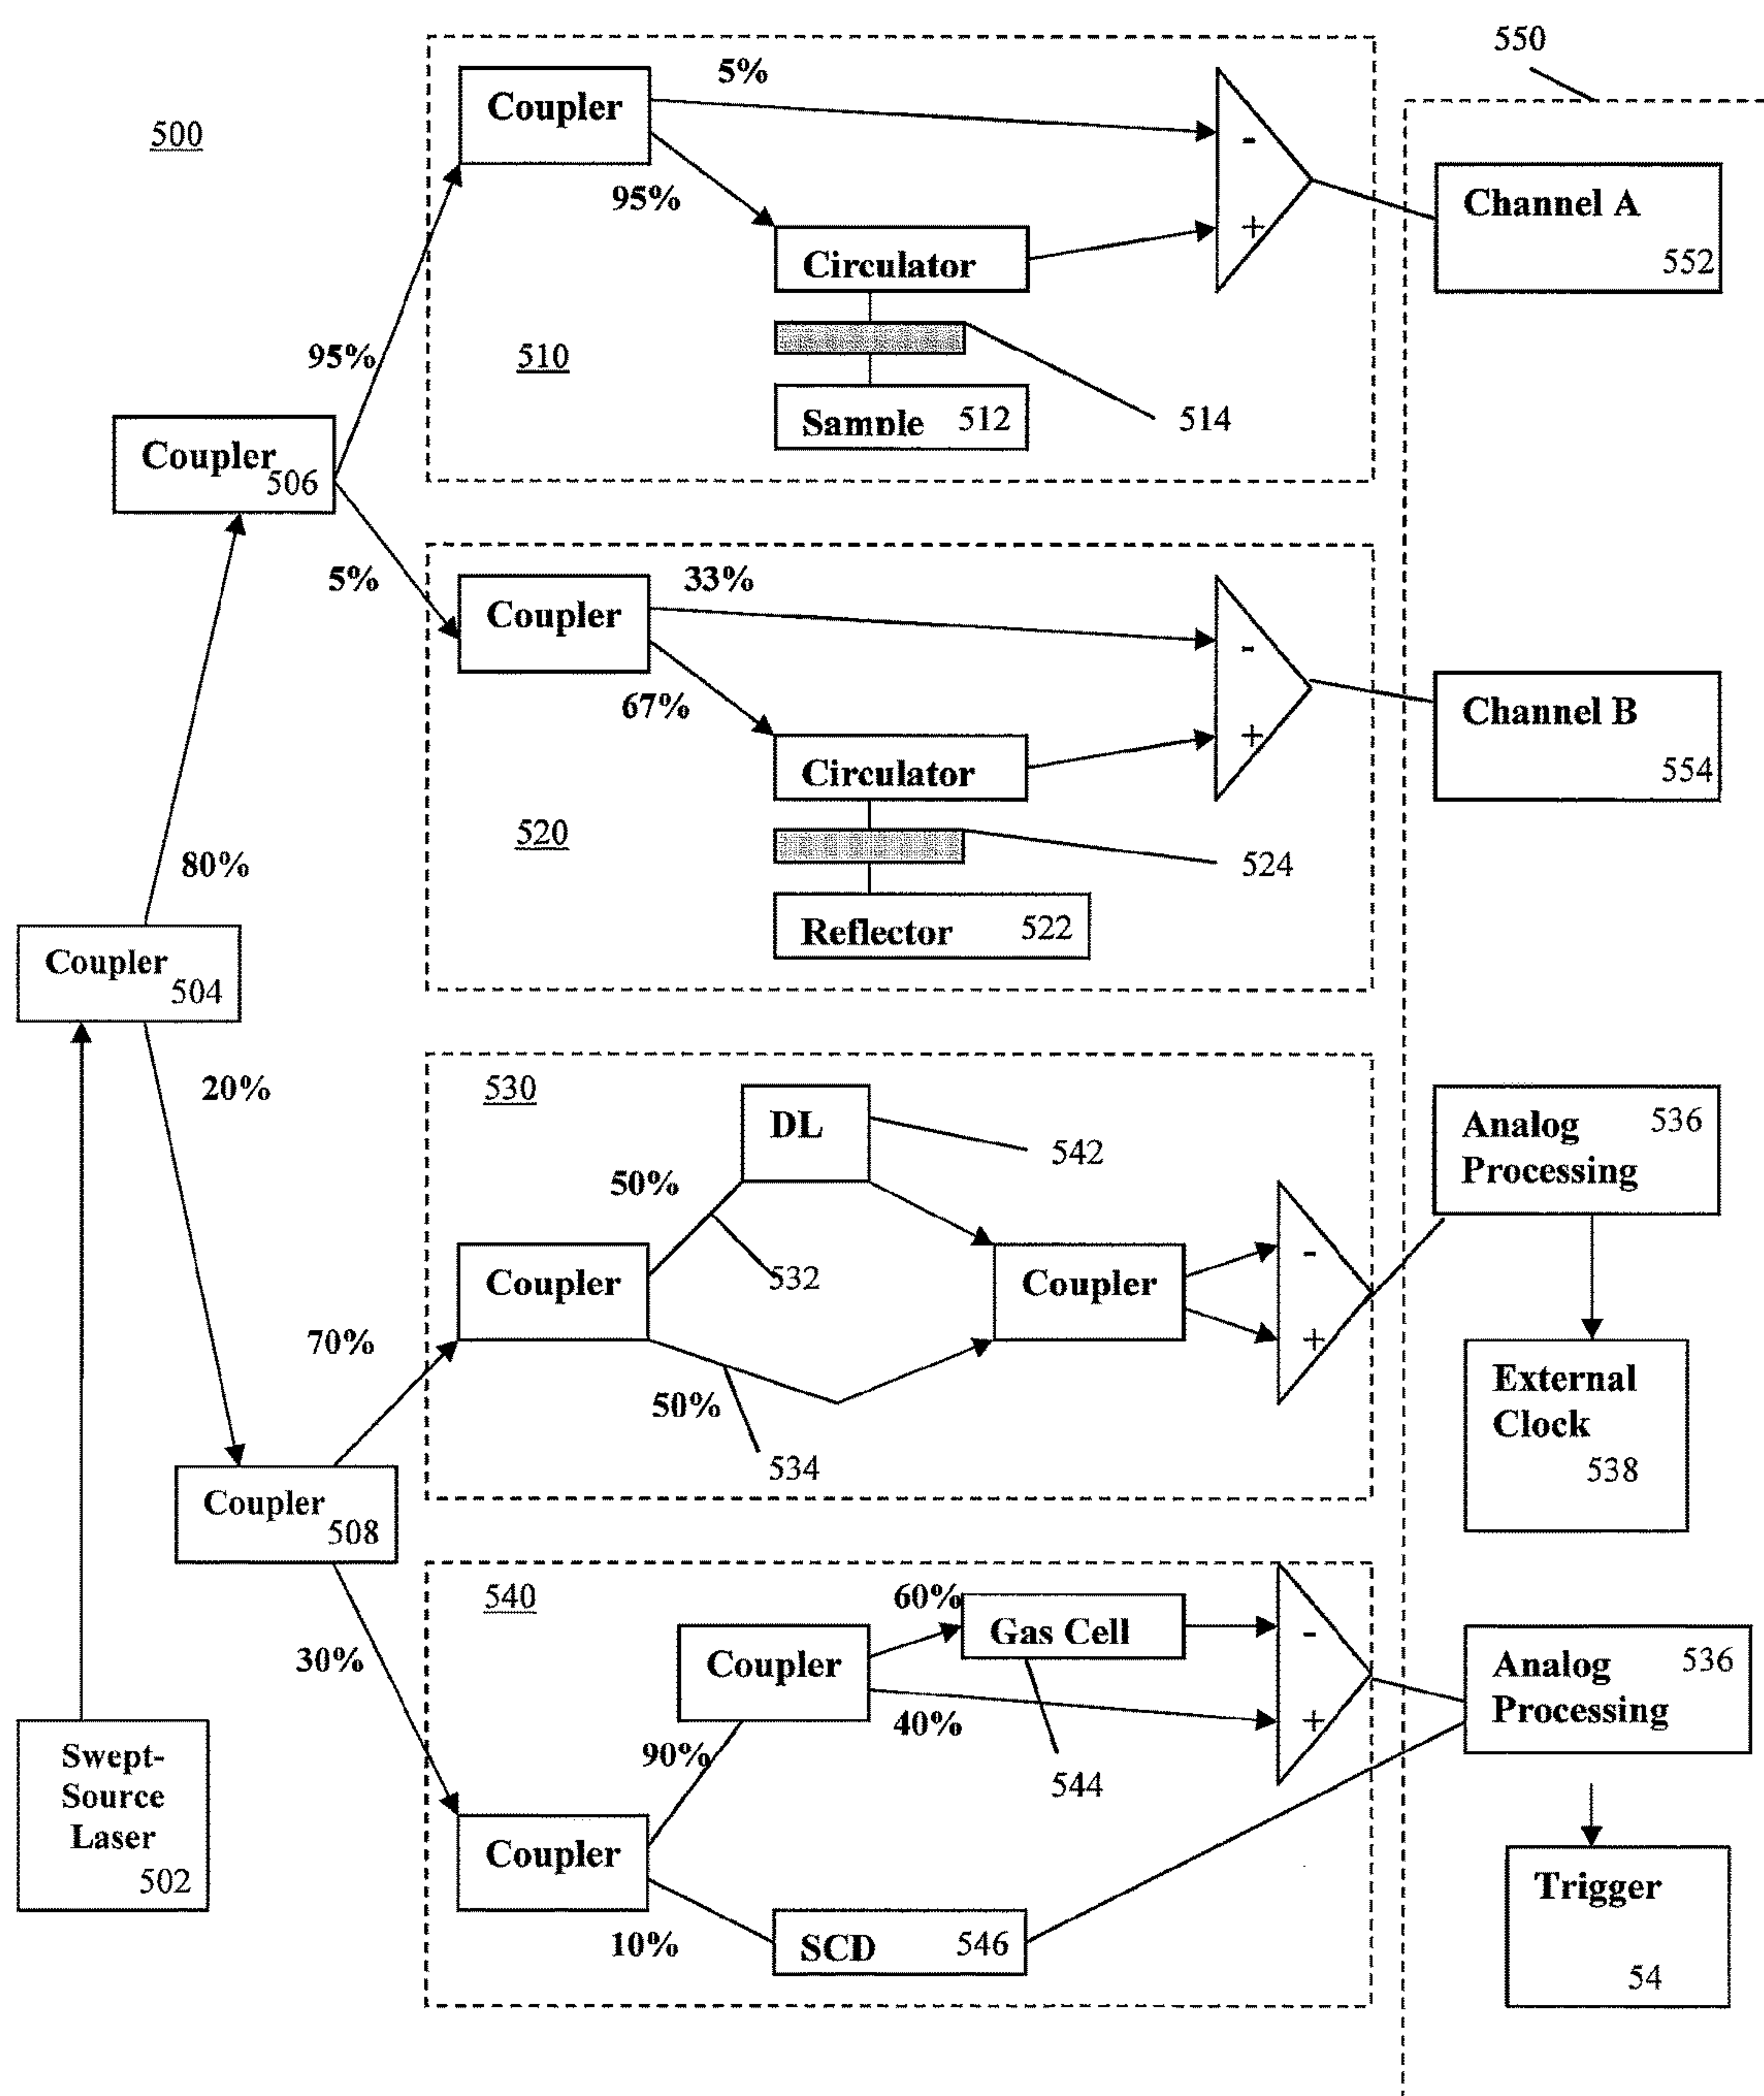 550
500
5%
Coupler
-
95%
Circulator
+
Channel A
552
95%
510
Sample 512
514
Coupler
506
5%
33%
Coupler
-
67%
Circulator
+
Channel B
554
520
524
Reflector 522
80%
Coupler
504
20%
530
DL
542
50%
532
Coupler
Coupler
-
+
Analog 536
Processing
70%
50%
534
External
Clock
538
Coupler
508
540
60%
Gas Cell
-
30%
Coupler
40%
+
90%
544
Analog 536
Processing
Swept-
Source
Laser
502
Coupler
10%
SCD 546
Trigger
54